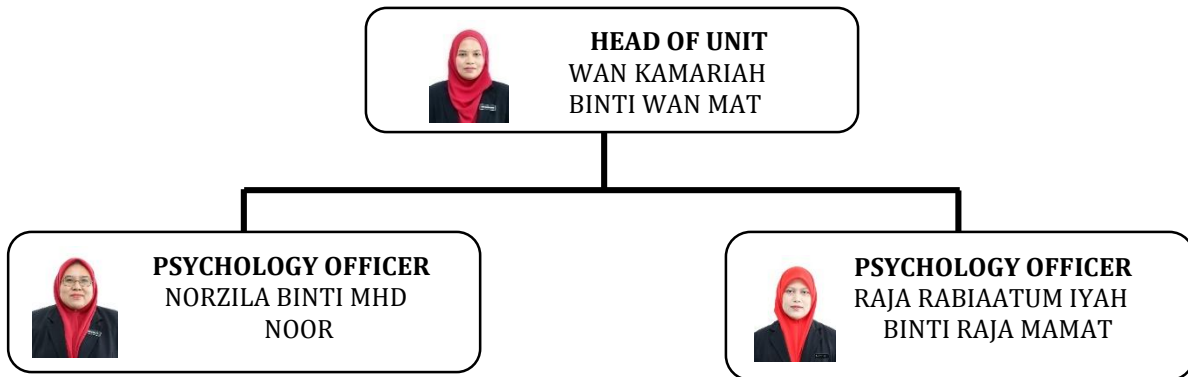 HEAD OF UNIT
WAN KAMARIAH
BINTI WAN MAT
PSYCHOLOGY OFFICER
NORZILA BINTI MHD
NOOR
PSYCHOLOGY OFFICER
RAJA RABIAATUM IYAH
BINTI RAJA MAMAT